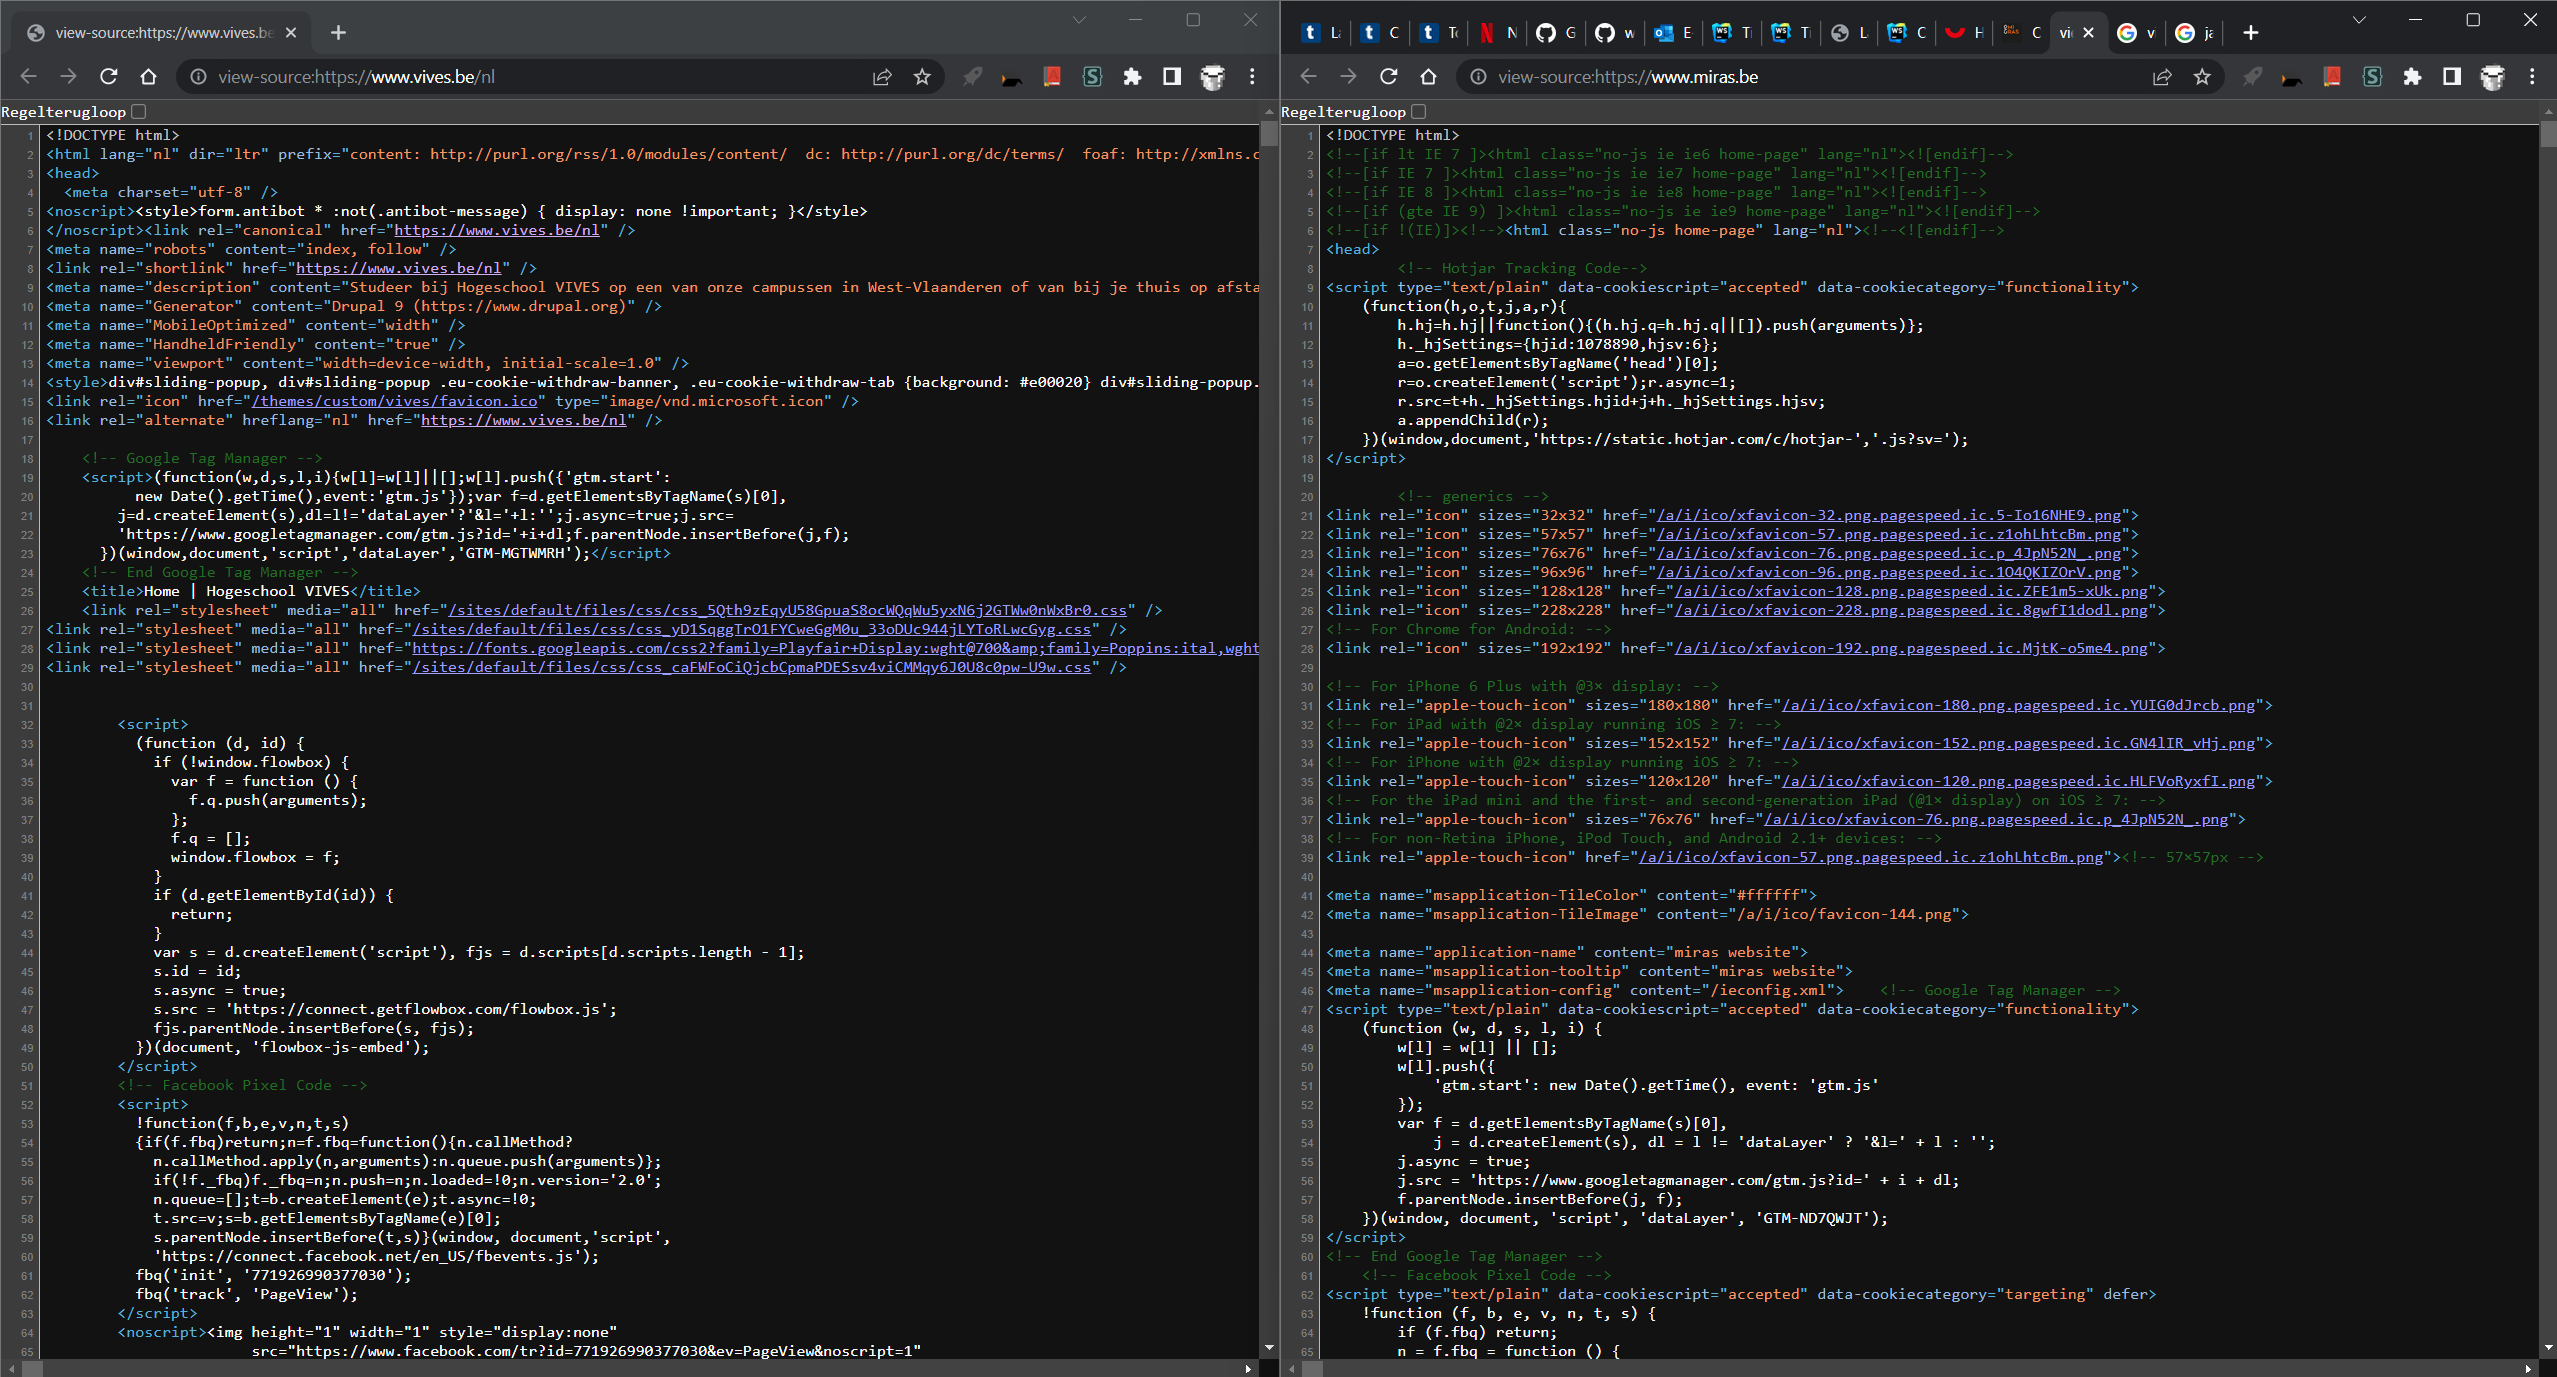 view-source:https://www.vives.be
view-source:https://www.vives.be/nl
Regelterugloop
1 <!DOCTYPE html>
2 <html lang="nl" dir="ltr" prefix="content: http://purl.org/rss/1.0/modules/content/  dc: http://purl.org/dc/terms/  foaf: http://xmlns.c
3 <head>
4   <meta charset="utf-8" />
5 <noscript><style>form.antibot * :not(.antibot-message) { display: none !important; }</style>
6 </noscript><link rel="canonical" href="https://www.vives.be/nl" />
7 <meta name="robots" content="index, follow" />
8 <link rel="shortlink" href="https://www.vives.be/nl" />
9 <meta name="description" content="Studeer bij Hogeschool VIVES op een van onze campussen in West-Vlaanderen of van bij je thuis op afsta
10 <meta name="Generator" content="Drupal 9 (https://www.drupal.org)" />
11 <meta name="MobileOptimized" content="width" />
12 <meta name="HandheldFriendly" content="true" />
13 <meta name="viewport" content="width=device-width, initial-scale=1.0" />
14 <style>div#sliding-popup, div#sliding-popup .eu-cookie-withdraw-banner, .eu-cookie-withdraw-tab {background: #e00020} div#sliding-popup.
15 <link rel="icon" href="/themes/custom/vives/favicon.ico" type="image/vnd.microsoft.icon" />
16 <link rel="alternate" hreflang="nl" href="https://www.vives.be/nl" />
17
18     <!-- Google Tag Manager -->
19     <script>(function(w,d,s,l,i){w[l]=w[l]||[];w[l].push({'gtm.start':
20           new Date().getTime(),event:'gtm.js'});var f=d.getElementsByTagName(s)[0],
21         j=d.createElement(s),dl=l!='dataLayer'?'&l='+l:'';j.async=true;j.src=
22         'https://www.googletagmanager.com/gtm.js?id='+i+dl;f.parentNode.insertBefore(j,f);
23       })(window,document,'script','dataLayer','GTM-MGTWMRH');</script>
24     <!-- End Google Tag Manager -->
25     <title>Home | Hogeschool VIVES</title>
26     <link rel="stylesheet" media="all" href="/sites/default/files/css/css_5Qth9zEqyU58GpuaS8ocWQqWu5yxN6j2GTWw0nWxBr0.css" />
27 <link rel="stylesheet" media="all" href="/sites/default/files/css/css_yD1SqggTrO1FYCweGgM0u_33oDUc944jLYToRLwcGyg.css" />
28 <link rel="stylesheet" media="all" href="https://fonts.googleapis.com/css2?family=Playfair+Display:wght@700&amp;family=Poppins:ital,wght
29 <link rel="stylesheet" media="all" href="/sites/default/files/css/css_caFWFoCiQjcbCpmaPDESsv4viCMMqy6J0U8c0pw-U9w.css" />
30
31
32         <script>
33           (function (d, id) {
34             if (!window.flowbox) {
35               var f = function () {
36                 f.q.push(arguments);
37               };
38               f.q = [];
39               window.flowbox = f;
40             }
41             if (d.getElementById(id)) {
42               return;
43             }
44             var s = d.createElement('script'), fjs = d.scripts[d.scripts.length - 1];
45             s.id = id;
46             s.async = true;
47             s.src = 'https://connect.getflowbox.com/flowbox.js';
48             fjs.parentNode.insertBefore(s, fjs);
49           })(document, 'flowbox-js-embed');
50         </script>
51         <!-- Facebook Pixel Code -->
52         <script>
53           !function(f,b,e,v,n,t,s)
54           {if(f.fbq)return;n=f.fbq=function(){n.callMethod?
55             n.callMethod.apply(n,arguments):n.queue.push(arguments)};
56             if(!f._fbq)f._fbq=n;n.push=n;n.loaded=!0;n.version='2.0';
57             n.queue=[];t=b.createElement(e);t.async=!0;
58             t.src=v;s=b.getElementsByTagName(e)[0];
59             s.parentNode.insertBefore(t,s)}(window, document,'script',
60             'https://connect.facebook.net/en_US/fbevents.js');
61           fbq('init', '771926990377030');
62           fbq('track', 'PageView');
63         </script>
64         <noscript><img height="1" width="1" style="display:none"
65                        src="https://www.facebook.com/tr?id=771926990377030&ev=PageView&noscript=1"
view-source:https://www.miras.be
Regelterugloop
1 <!DOCTYPE html>
2 <!--[if lt IE 7 ]><html class="no-js ie ie6 home-page" lang="nl"><![endif]-->
3 <!--[if IE 7 ]><html class="no-js ie ie7 home-page" lang="nl"><![endif]-->
4 <!--[if IE 8 ]><html class="no-js ie ie8 home-page" lang="nl"><![endif]-->
5 <!--[if (gte IE 9) ]><html class="no-js ie ie9 home-page" lang="nl"><![endif]-->
6 <!--[if !(IE)]><!--><html class="no-js home-page" lang="nl"><!--<![endif]-->
7 <head>
8         <!-- Hotjar Tracking Code-->
9 <script type="text/plain" data-cookiescript="accepted" data-cookiecategory="functionality">
10     (function(h,o,t,j,a,r){
11         h.hj=h.hj||function(){(h.hj.q=h.hj.q||[]).push(arguments)};
12         h._hjSettings={hjid:1078890,hjsv:6};
13         a=o.getElementsByTagName('head')[0];
14         r=o.createElement('script');r.async=1;
15         r.src=t+h._hjSettings.hjid+j+h._hjSettings.hjsv;
16         a.appendChild(r);
17     })(window,document,'https://static.hotjar.com/c/hotjar-','.js?sv=');
18 </script>
19
20         <!-- generics -->
21 <link rel="icon" sizes="32x32" href="/a/i/ico/xfavicon-32.png.pagespeed.ic.5-Io16NHE9.png">
22 <link rel="icon" sizes="57x57" href="/a/i/ico/xfavicon-57.png.pagespeed.ic.z1ohLhtcBm.png">
23 <link rel="icon" sizes="76x76" href="/a/i/ico/xfavicon-76.png.pagespeed.ic.p_4JpN52N_.png">
24 <link rel="icon" sizes="96x96" href="/a/i/ico/xfavicon-96.png.pagespeed.ic.1O4QKIZOrV.png">
25 <link rel="icon" sizes="128x128" href="/a/i/ico/xfavicon-128.png.pagespeed.ic.ZFE1m5-xUk.png">
26 <link rel="icon" sizes="228x228" href="/a/i/ico/xfavicon-228.png.pagespeed.ic.8gwfI1dodl.png">
27 <!-- For Chrome for Android: -->
28 <link rel="icon" sizes="192x192" href="/a/i/ico/xfavicon-192.png.pagespeed.ic.MjtK-o5me4.png">
29
30 <!-- For iPhone 6 Plus with @3× display: -->
31 <link rel="apple-touch-icon" sizes="180x180" href="/a/i/ico/xfavicon-180.png.pagespeed.ic.YUIG0dJrcb.png">
32 <!-- For iPad with @2× display running iOS ≥ 7: -->
33 <link rel="apple-touch-icon" sizes="152x152" href="/a/i/ico/xfavicon-152.png.pagespeed.ic.GN4lIR_vHj.png">
34 <!-- For iPhone with @2× display running iOS ≥ 7: -->
35 <link rel="apple-touch-icon" sizes="120x120" href="/a/i/ico/xfavicon-120.png.pagespeed.ic.HLFVoRyxfI.png">
36 <!-- For the iPad mini and the first- and second-generation iPad (@1× display) on iOS ≥ 7: -->
37 <link rel="apple-touch-icon" sizes="76x76" href="/a/i/ico/xfavicon-76.png.pagespeed.ic.p_4JpN52N_.png">
38 <!-- For non-Retina iPhone, iPod Touch, and Android 2.1+ devices: -->
39 <link rel="apple-touch-icon" href="/a/i/ico/xfavicon-57.png.pagespeed.ic.z1ohLhtcBm.png"><!-- 57×57px -->
40
41 <meta name="msapplication-TileColor" content="#ffffff">
42 <meta name="msapplication-TileImage" content="/a/i/ico/favicon-144.png">
43
44 <meta name="application-name" content="miras website">
45 <meta name="msapplication-tooltip" content="miras website">
46 <meta name="msapplication-config" content="/ieconfig.xml">    <!-- Google Tag Manager -->
47 <script type="text/plain" data-cookiescript="accepted" data-cookiecategory="functionality">
48     (function (w, d, s, l, i) {
49         w[l] = w[l] || [];
50         w[l].push({
51             'gtm.start': new Date().getTime(), event: 'gtm.js'
52         });
53         var f = d.getElementsByTagName(s)[0],
54             j = d.createElement(s), dl = l != 'dataLayer' ? '&l=' + l : '';
55         j.async = true;
56         j.src = 'https://www.googletagmanager.com/gtm.js?id=' + i + dl;
57         f.parentNode.insertBefore(j, f);
58     })(window, document, 'script', 'dataLayer', 'GTM-ND7QWJT');
59 </script>
60 <!-- End Google Tag Manager -->
61     <!-- Facebook Pixel Code -->
62 <script type="text/plain" data-cookiescript="accepted" data-cookiecategory="targeting" defer>
63     !function (f, b, e, v, n, t, s) {
64         if (f.fbq) return;
65         n = f.fbq = function () {